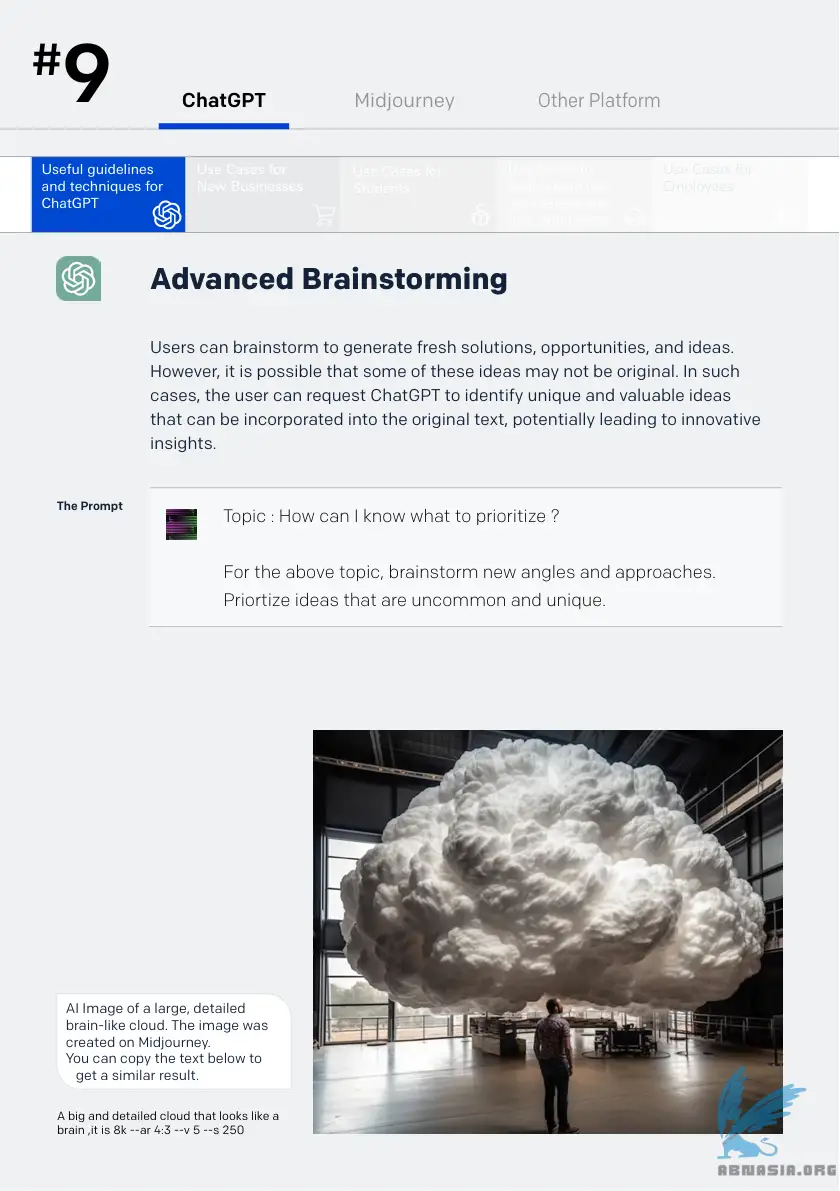 #9
ChatGPT
Midjourney
Other Platform
Useful guidelines
and techniques for
ChatGPT
Use Cases for
New Businesses
Use Cases for
Students
Use Cases for
Employees
Advanced Brainstorming
Users can brainstorm to generate fresh solutions, opportunities, and ideas.
However, it is possible that some of these ideas may not be original. In such
cases, the user can request ChatGPT to identify unique and valuable ideas
that can be incorporated into the original text, potentially leading to innovative
insights.
The Prompt
Topic : How can I know what to prioritize ?
For the above topic, brainstorm new angles and approaches.
Priortize ideas that are uncommon and unique.
AI Image of a large, detailed
brain-like cloud. The image was
created on Midjourney.
You can copy the text below to
get a similar result.
A big and detailed cloud that looks like a
brain ,it is 8k --ar 4:3 --v 5 --s 250
ABNASIA.ORG